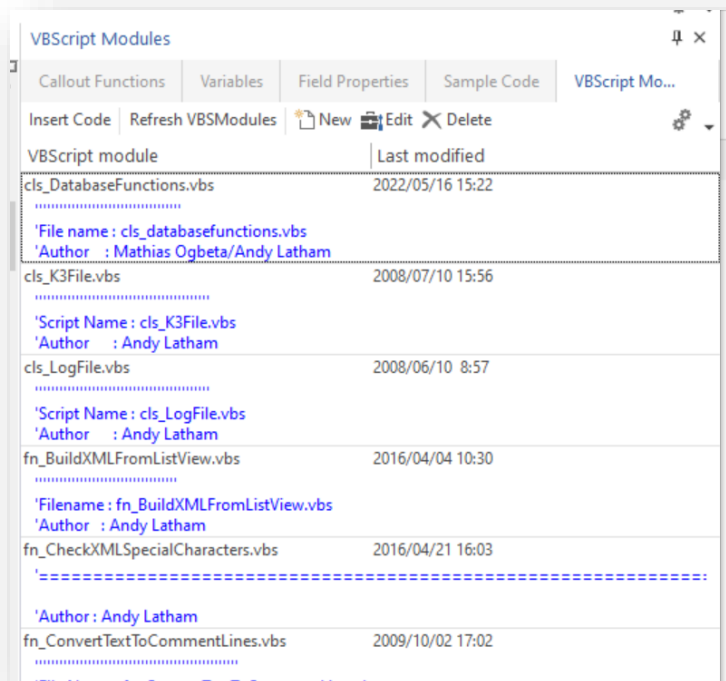 VBScript Modules
Callout Functions Variables Field Properties Sample Code VBScript Mo...
Insert Code Refresh VBSModules New Edit Delete
VBScript module Last modified
cls_DatabaseFunctions.vbs 2022/05/16 15:22
''''''''''''''''''''''''''''''''''''
'File name : cls_databasefunctions.vbs
'Author : Mathias Ogbeta/Andy Latham
cls_K3File.vbs 2008/07/10 15:56
'''''''''''''''''''''''''''''''''''''''''''
'Script Name : cls_K3File.vbs
'Author : Andy Latham
cls_LogFile.vbs 2008/06/10 8:57
'''''''''''''''''''''''''''''''''''''''''''
'Script Name : cls_LogFile.vbs
'Author : Andy Latham
fn_BuildXMLFromListView.vbs 2016/04/04 10:30
'''''''''''''''''''''''''''''''''''
'Filename : fn_BuildXMLFromListView.vbs
'Author : Andy Latham
fn_CheckXMLSpecialCharacters.vbs 2016/04/21 16:03
'==============================================================
'Author : Andy Latham
fn_ConvertTextToCommentLines.vbs 2009/10/02 17:02
''''''''''''''''''''''''''''''''''''''''''''''''''